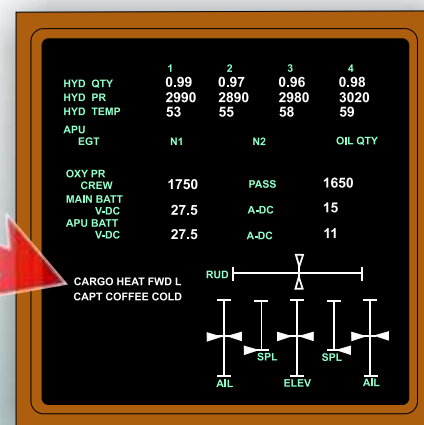 1 2 3 4
HYD QTY 0.99 0.97 0.96 0.98
HYD PR 2990 2890 2980 3020
HYD TEMP 53 55 58 59
APU
EGT N1 N2 OIL QTY
OXY PR
CREW 1750 PASS 1650
MAIN BATT
V-DC 27.5 A-DC 15
APU BATT
V-DC 27.5 A-DC 11
RUD
CARGO HEAT FWD L
CAPT COFFEE COLD
SPL SPL
AIL ELEV AIL